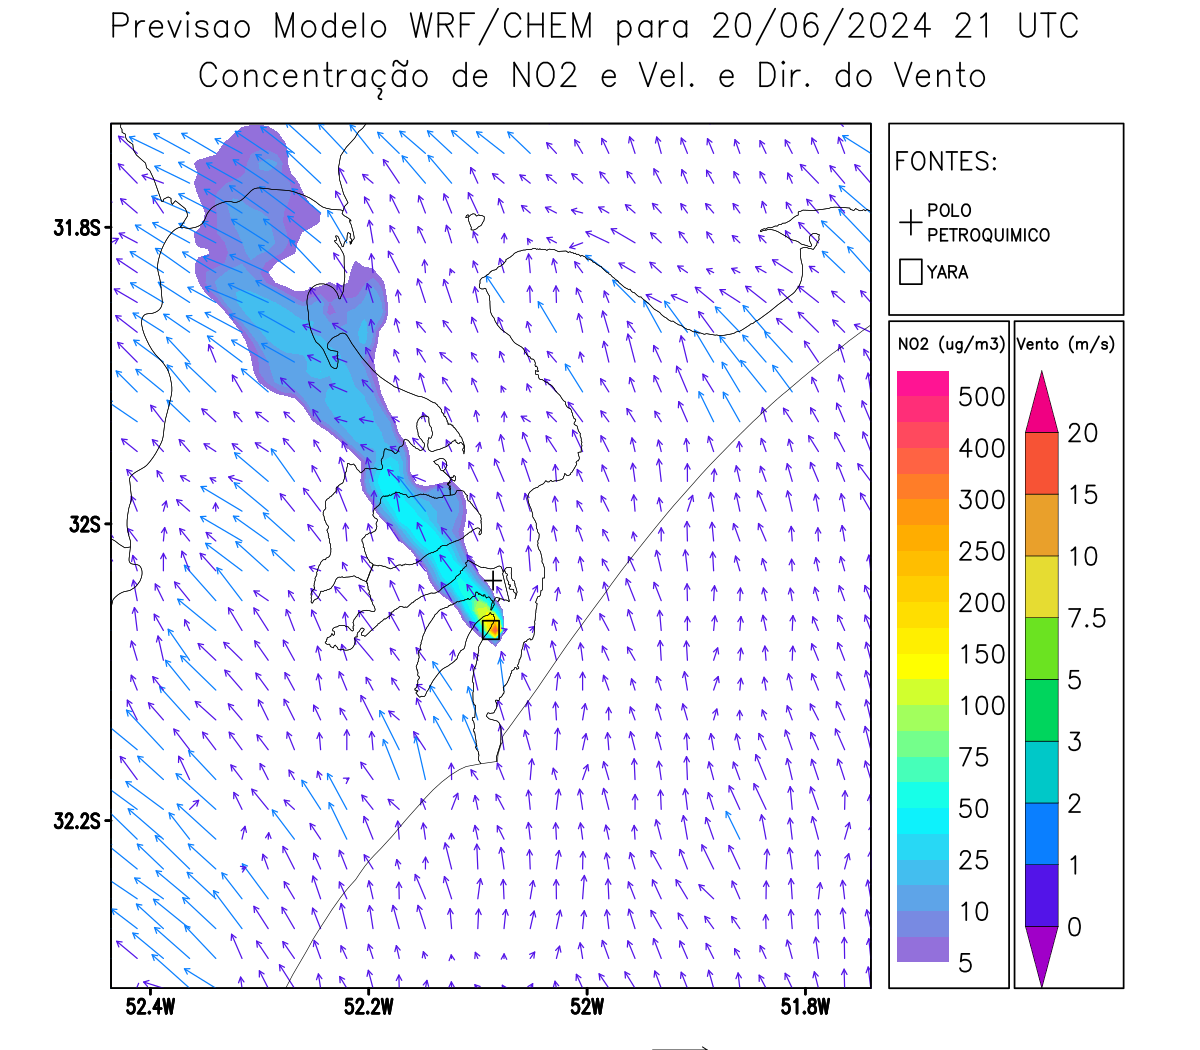 Previsao Modelo WRF/CHEM para 20/06/2024 21 UTC
Concentração de NO2 e Vel. e Dir. do Vento
FONTES:
POLO
PETROQUIMICO
YARA
31.8S
32S
32.2S
52.4W
52.2W
52W
51.8W
NO2 (ug/m3)
500
400
300
250
200
150
100
75
50
25
10
5
Vento (m/s)
20
15
10
7.5
5
3
2
1
0